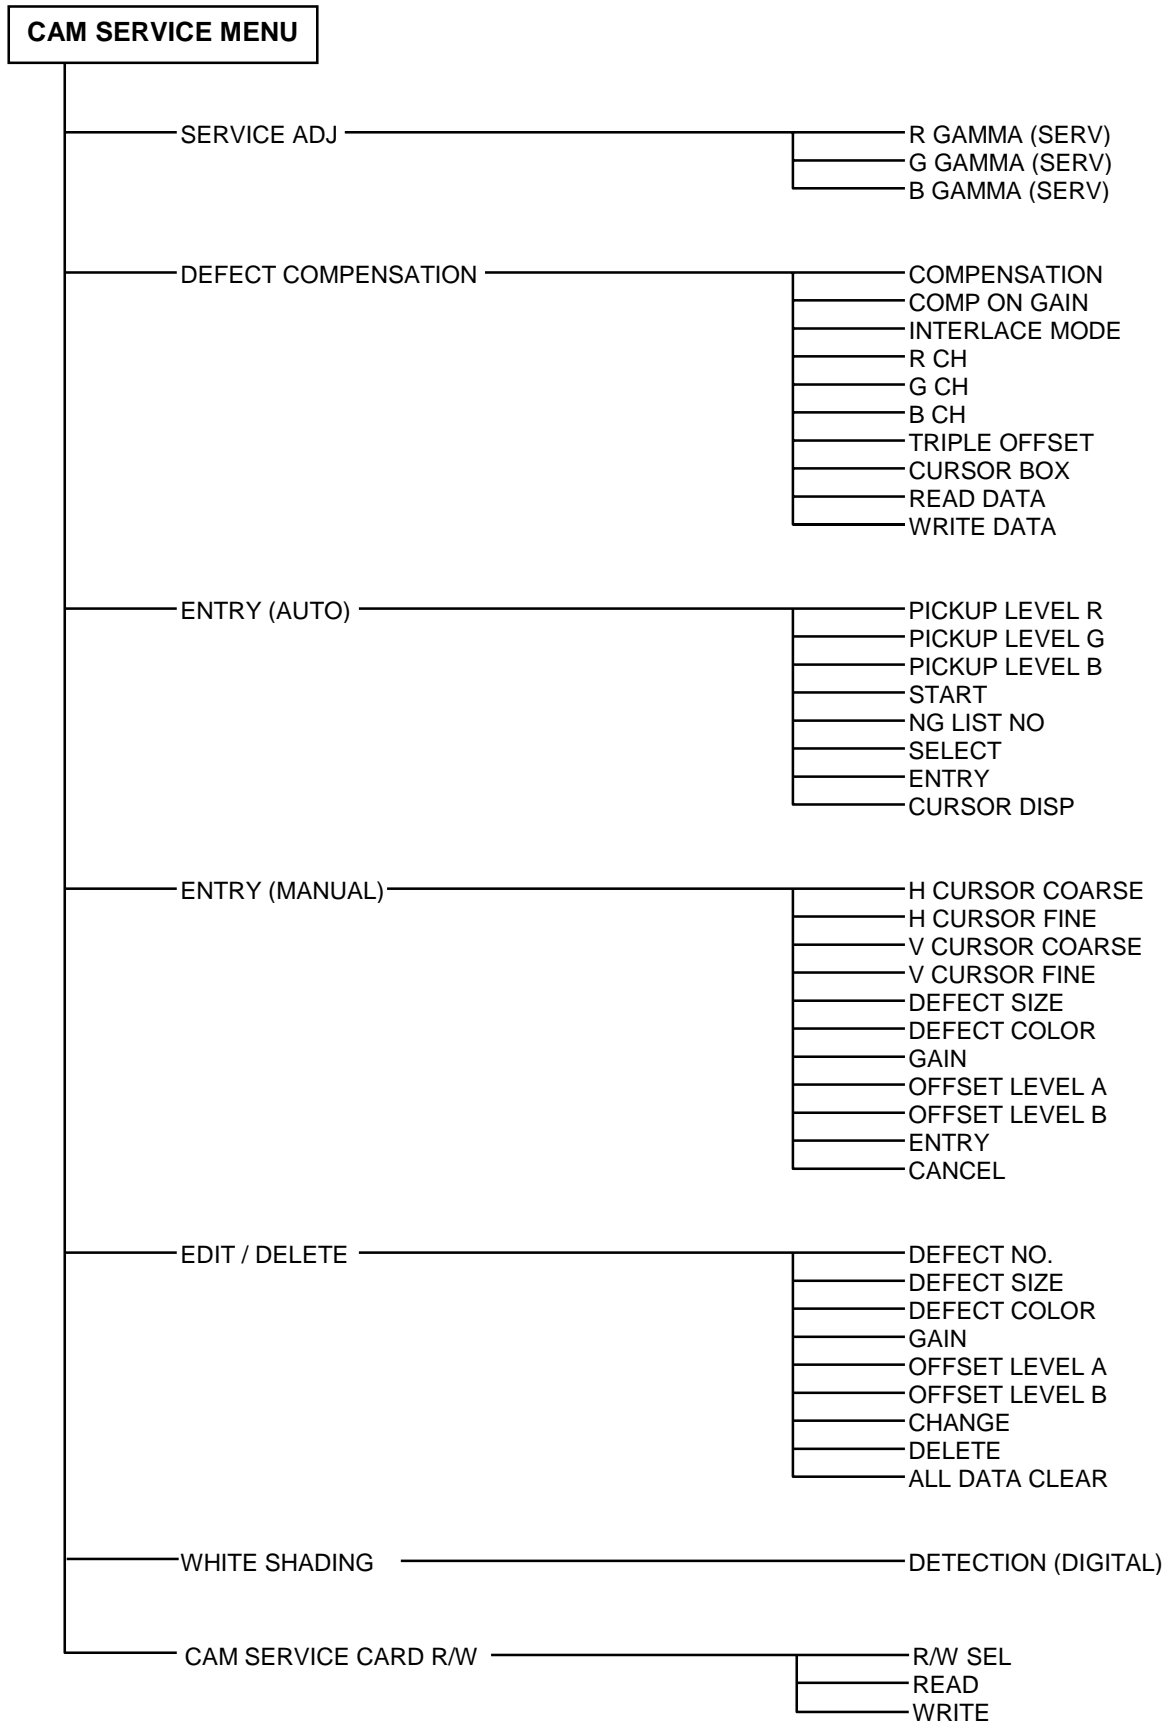 CAM SERVICE MENU
SERVICE ADJ
R GAMMA (SERV)
G GAMMA (SERV)
B GAMMA (SERV)
DEFECT COMPENSATION
COMPENSATION
COMP ON GAIN
INTERLACE MODE
R CH
G CH
B CH
TRIPLE OFFSET
CURSOR BOX
READ DATA
WRITE DATA
ENTRY (AUTO)
PICKUP LEVEL R
PICKUP LEVEL G
PICKUP LEVEL B
START
NG LIST NO
SELECT
ENTRY
CURSOR DISP
ENTRY (MANUAL)
H CURSOR COARSE
H CURSOR FINE
V CURSOR COARSE
V CURSOR FINE
DEFECT SIZE
DEFECT COLOR
GAIN
OFFSET LEVEL A
OFFSET LEVEL B
ENTRY
CANCEL
EDIT / DELETE
DEFECT NO.
DEFECT SIZE
DEFECT COLOR
GAIN
OFFSET LEVEL A
OFFSET LEVEL B
CHANGE
DELETE
ALL DATA CLEAR
WHITE SHADING
DETECTION (DIGITAL)
CAM SERVICE CARD R/W
R/W SEL
READ
WRITE